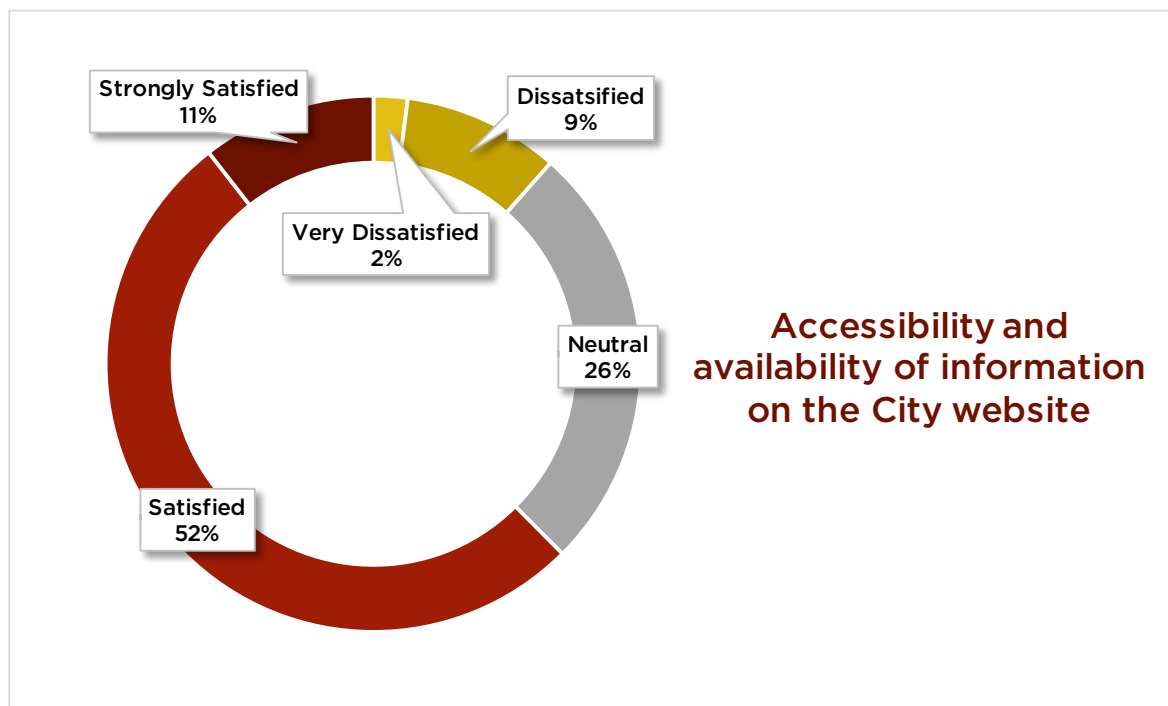 Strongly Satisfied
11%
Dissatsified
9%
Very Dissatisfied
2%
Neutral
26%
Satisfied
52%
Accessibility and
availability of information
on the City website